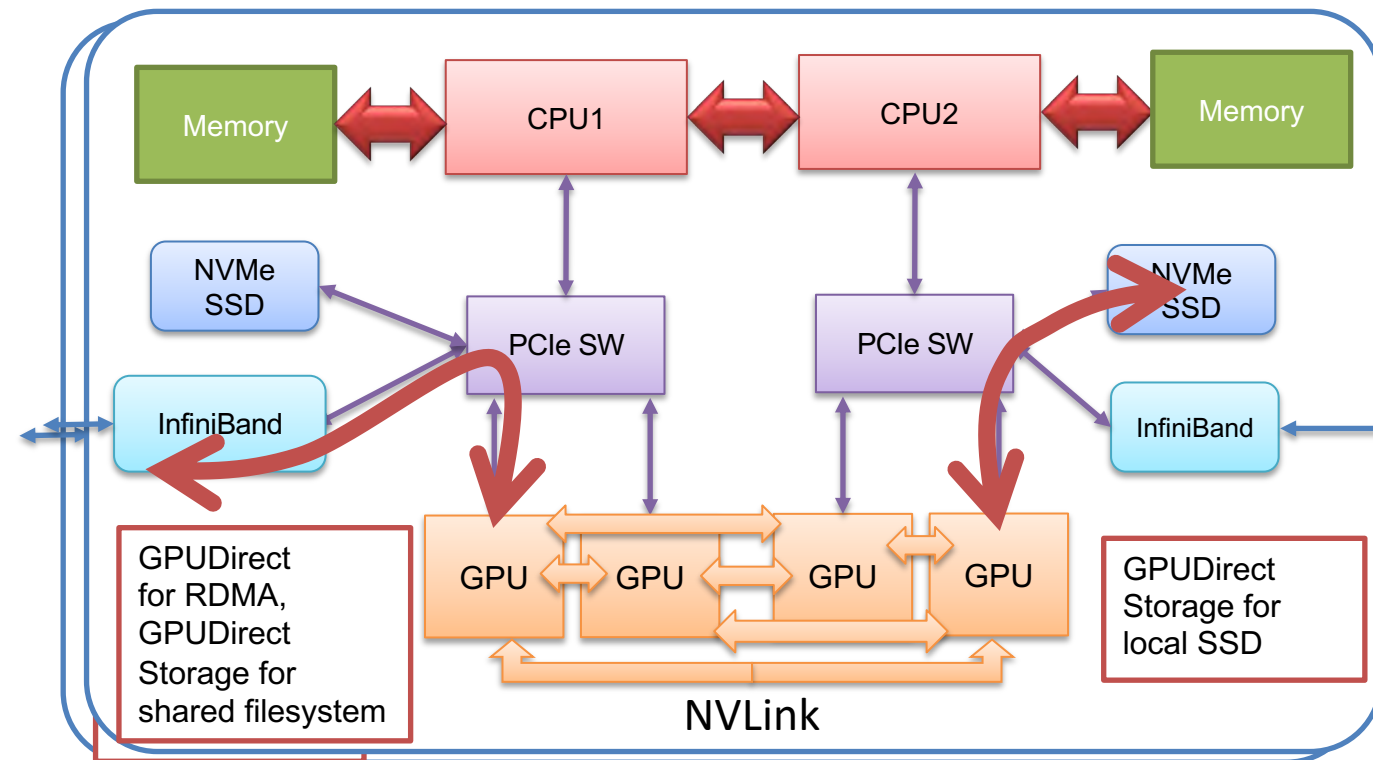 Memory
CPU1
CPU2
Memory
NVMe
SSD
PCIe SW
PCIe SW
NVMe
SSD
InfiniBand
InfiniBand
GPU
GPU
GPU
GPU
GPUDirect
for RDMA,
GPUDirect
Storage for
shared filesystem
GPUDirect
Storage for
local SSD
NVLink